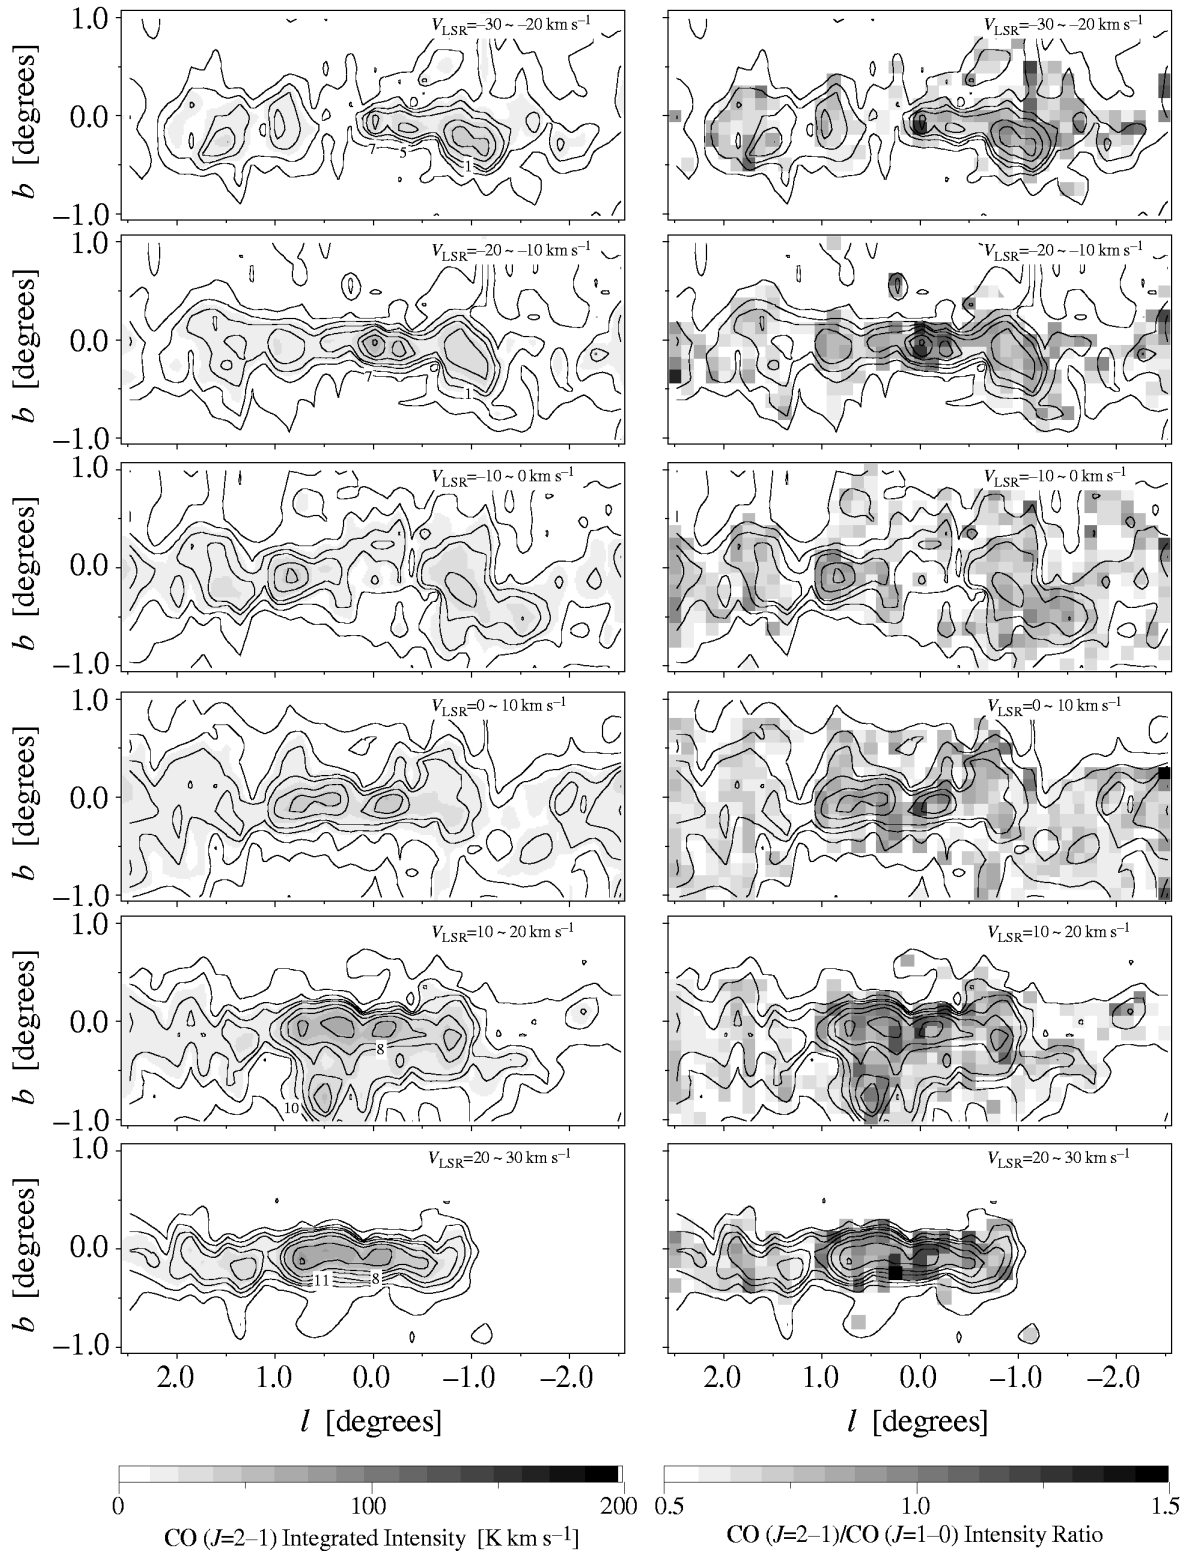 1.0
0.0
−1.0
b [degrees]
V_LSR=−30 ~ −20 km s⁻¹
7
5
1
V_LSR=−30 ~ −20 km s⁻¹
1.0
0.0
−1.0
b [degrees]
V_LSR=−20 ~ −10 km s⁻¹
7
1
V_LSR=−20 ~ −10 km s⁻¹
1.0
0.0
−1.0
b [degrees]
V_LSR=−10 ~ 0 km s⁻¹
V_LSR=−10 ~ 0 km s⁻¹
1.0
0.0
−1.0
b [degrees]
V_LSR=0 ~ 10 km s⁻¹
V_LSR=0 ~ 10 km s⁻¹
1.0
0.0
−1.0
b [degrees]
V_LSR=10 ~ 20 km s⁻¹
8
10
V_LSR=10 ~ 20 km s⁻¹
1.0
0.0
−1.0
b [degrees]
V_LSR=20 ~ 30 km s⁻¹
11
8
V_LSR=20 ~ 30 km s⁻¹
2.0 1.0 0.0 −1.0 −2.0
l [degrees]
2.0 1.0 0.0 −1.0 −2.0
l [degrees]
0 100 200
CO (J=2–1) Integrated Intensity [K km s⁻¹]
0.5 1.0 1.5
CO (J=2–1)/CO (J=1–0) Intensity Ratio